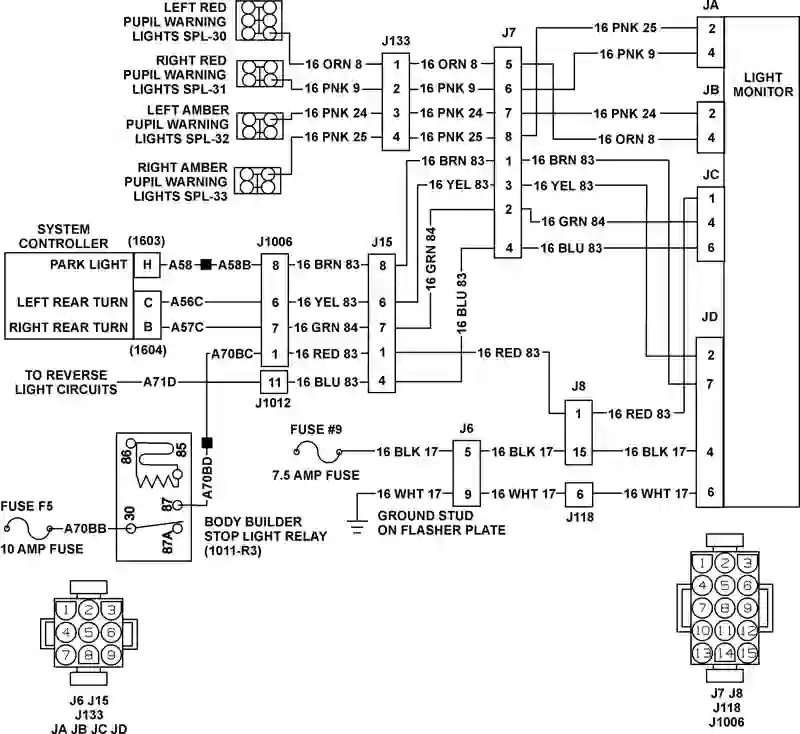 LEFT RED
PUPIL WARNING
LIGHTS SPL-30
RIGHT RED
PUPIL WARNING
LIGHTS SPL-31
LEFT AMBER
PUPIL WARNING
LIGHTS SPL-32
RIGHT AMBER
PUPIL WARNING
LIGHTS SPL-33
J133
16 ORN 8 1 16 ORN 8
16 PNK 9 2 16 PNK 9
16 PNK 24 3 16 PNK 24
16 PNK 25 4 16 PNK 25
J7
5
6
7
8
1
3
2
4
16 BRN 83
16 YEL 83
16 GRN 84
16 BLU 83
16 PNK 25
16 PNK 9
16 PNK 24
16 ORN 8
16 BRN 83
16 YEL 83
16 GRN 84
16 BLU 83
JA
2
4
JB
2
4
JC
1
4
6
JD
2
7
4
6
LIGHT
MONITOR
SYSTEM
CONTROLLER
(1603)
PARK LIGHT H A58 A58B
LEFT REAR TURN C A56C
RIGHT REAR TURN B A57C
(1604)
A70BC
TO REVERSE
LIGHT CIRCUITS
A71D
J1006
8 16 BRN 83
6 16 YEL 83
7 16 GRN 84
1 16 RED 83
11 16 BLU 83
J1012
J15
8
6
7
1
4
16 RED 83
J8
1 16 RED 83
15 16 BLK 17
FUSE #9
7.5 AMP FUSE
16 BLK 17
J6
5 16 BLK 17
9 16 WHT 17
16 WHT 17
GROUND STUD
ON FLASHER PLATE
6 16 WHT 17
J118
A70BD
86
85
87
30
87A
FUSE F5
A70BB
10 AMP FUSE
BODY BUILDER
STOP LIGHT RELAY
(1011-R3)
1 2 3
4 5 6
7 8 9
J6 J15
J133
JA JB JC JD
1 2 3
4 5 6
7 8 9
10 11 12
13 14 15
J7 J8
J118
J1006